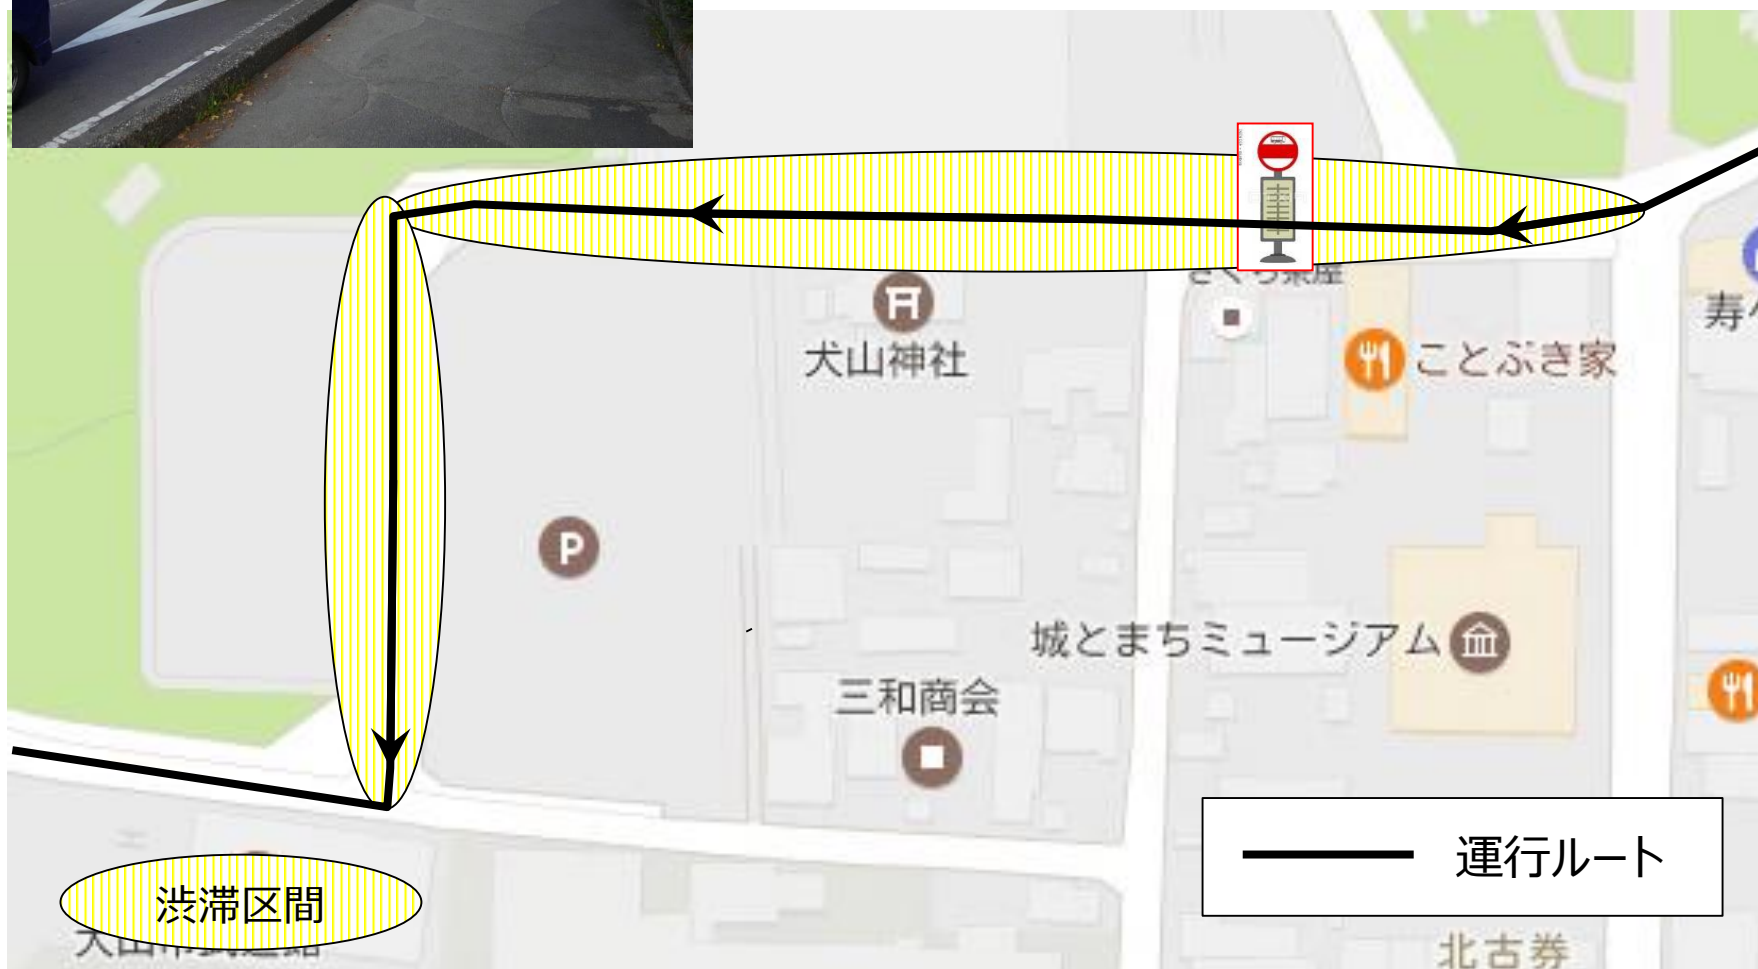 犬山神社
ことぶき家
城とまちミュージアム
三和商会
運行ルート
渋滞区間
北古券